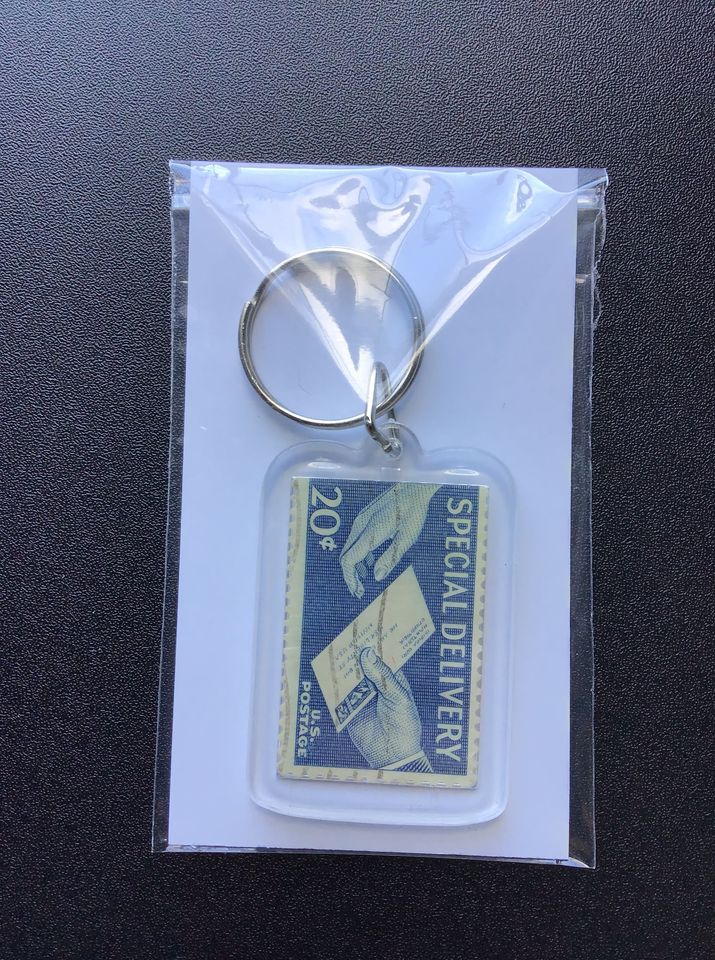 SPECIAL DELIVERY
20¢
U.S.
POSTAGE